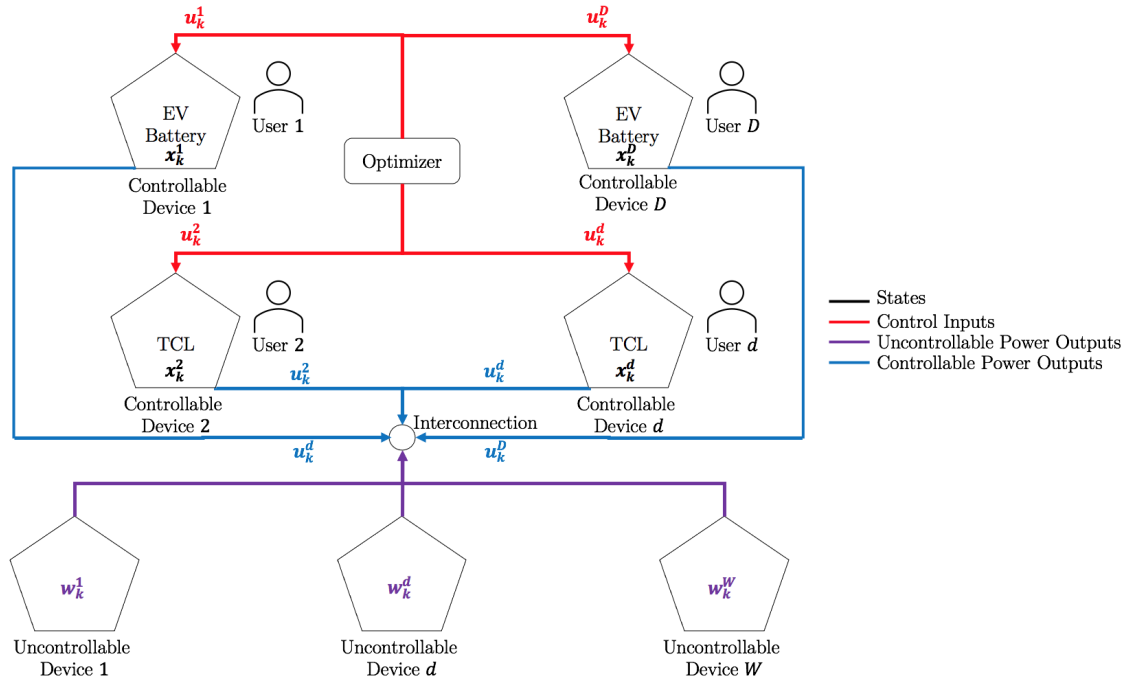 u_k^1
u_k^D
EV
Battery
x_k^1
User 1
Controllable
Device 1
Optimizer
EV
Battery
x_k^D
User D
Controllable
Device D
u_k^2
u_k^d
TCL
x_k^2
User 2
Controllable
Device 2
TCL
x_k^d
User d
Controllable
Device d
States
Control Inputs
Uncontrollable Power Outputs
Controllable Power Outputs
u_k^2
u_k^d
Interconnection
u_k^d
u_k^D
w_k^1
Uncontrollable
Device 1
w_k^d
Uncontrollable
Device d
w_k^W
Uncontrollable
Device W